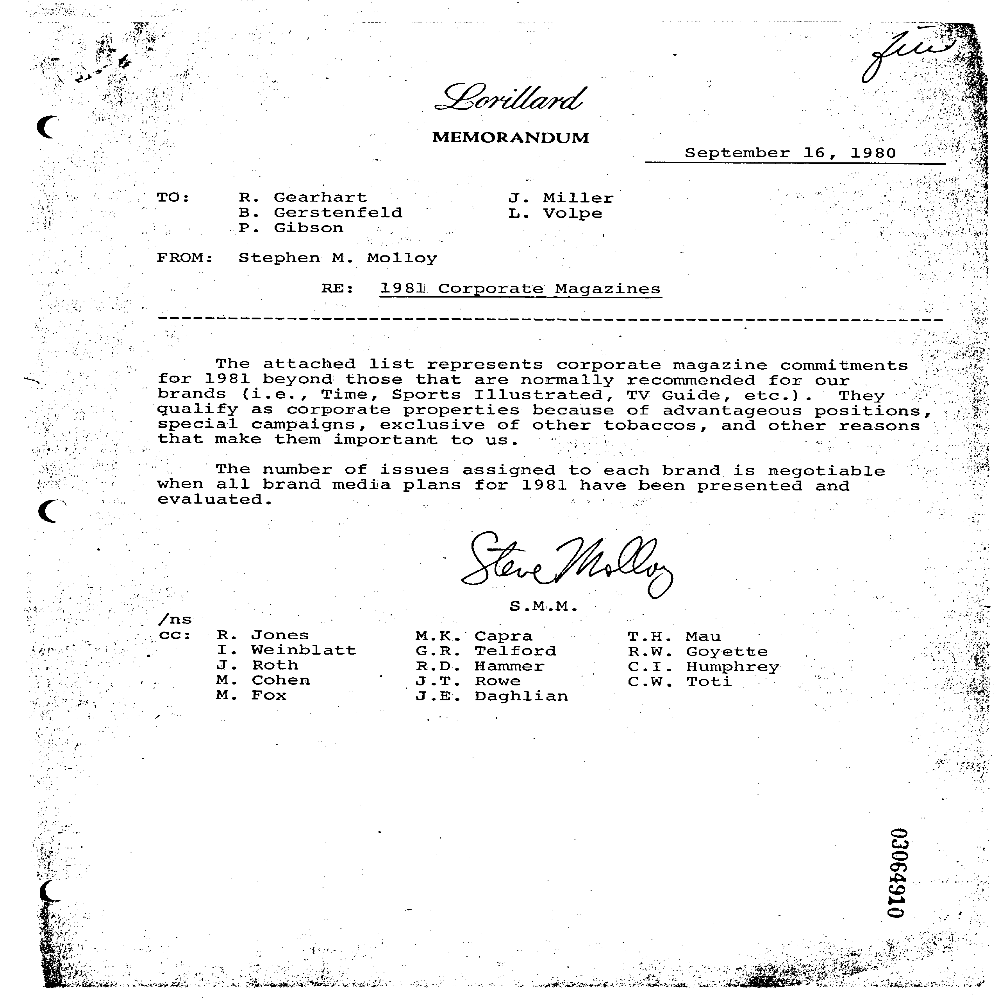 Lorillard
MEMORANDUM
September 16, 1980
TO: R. Gearhart J. Miller
B. Gerstenfeld L. Volpe
P. Gibson
FROM: Stephen M. Molloy
RE: 1981 Corporate Magazines
The attached list represents corporate magazine commitments
for 1981 beyond those that are normally recommended for our
brands (i.e., Time, Sports Illustrated, TV Guide, etc.). They
qualify as corporate properties because of advantageous positions,
special campaigns, exclusive of other tobaccos, and other reasons
that make them important to us.
The number of issues assigned to each brand is negotiable
when all brand media plans for 1981 have been presented and
evaluated.
Steve Molloy
S.M.M.
/ns
cc: R. Jones M.K. Capra T.H. Mau
I. Weinblatt G.R. Telford R.W. Goyette
J. Roth R.D. Hammer C.I. Humphrey
M. Cohen J.T. Rowe C.W. Toti
M. Fox J.E. Daghlian
03064910